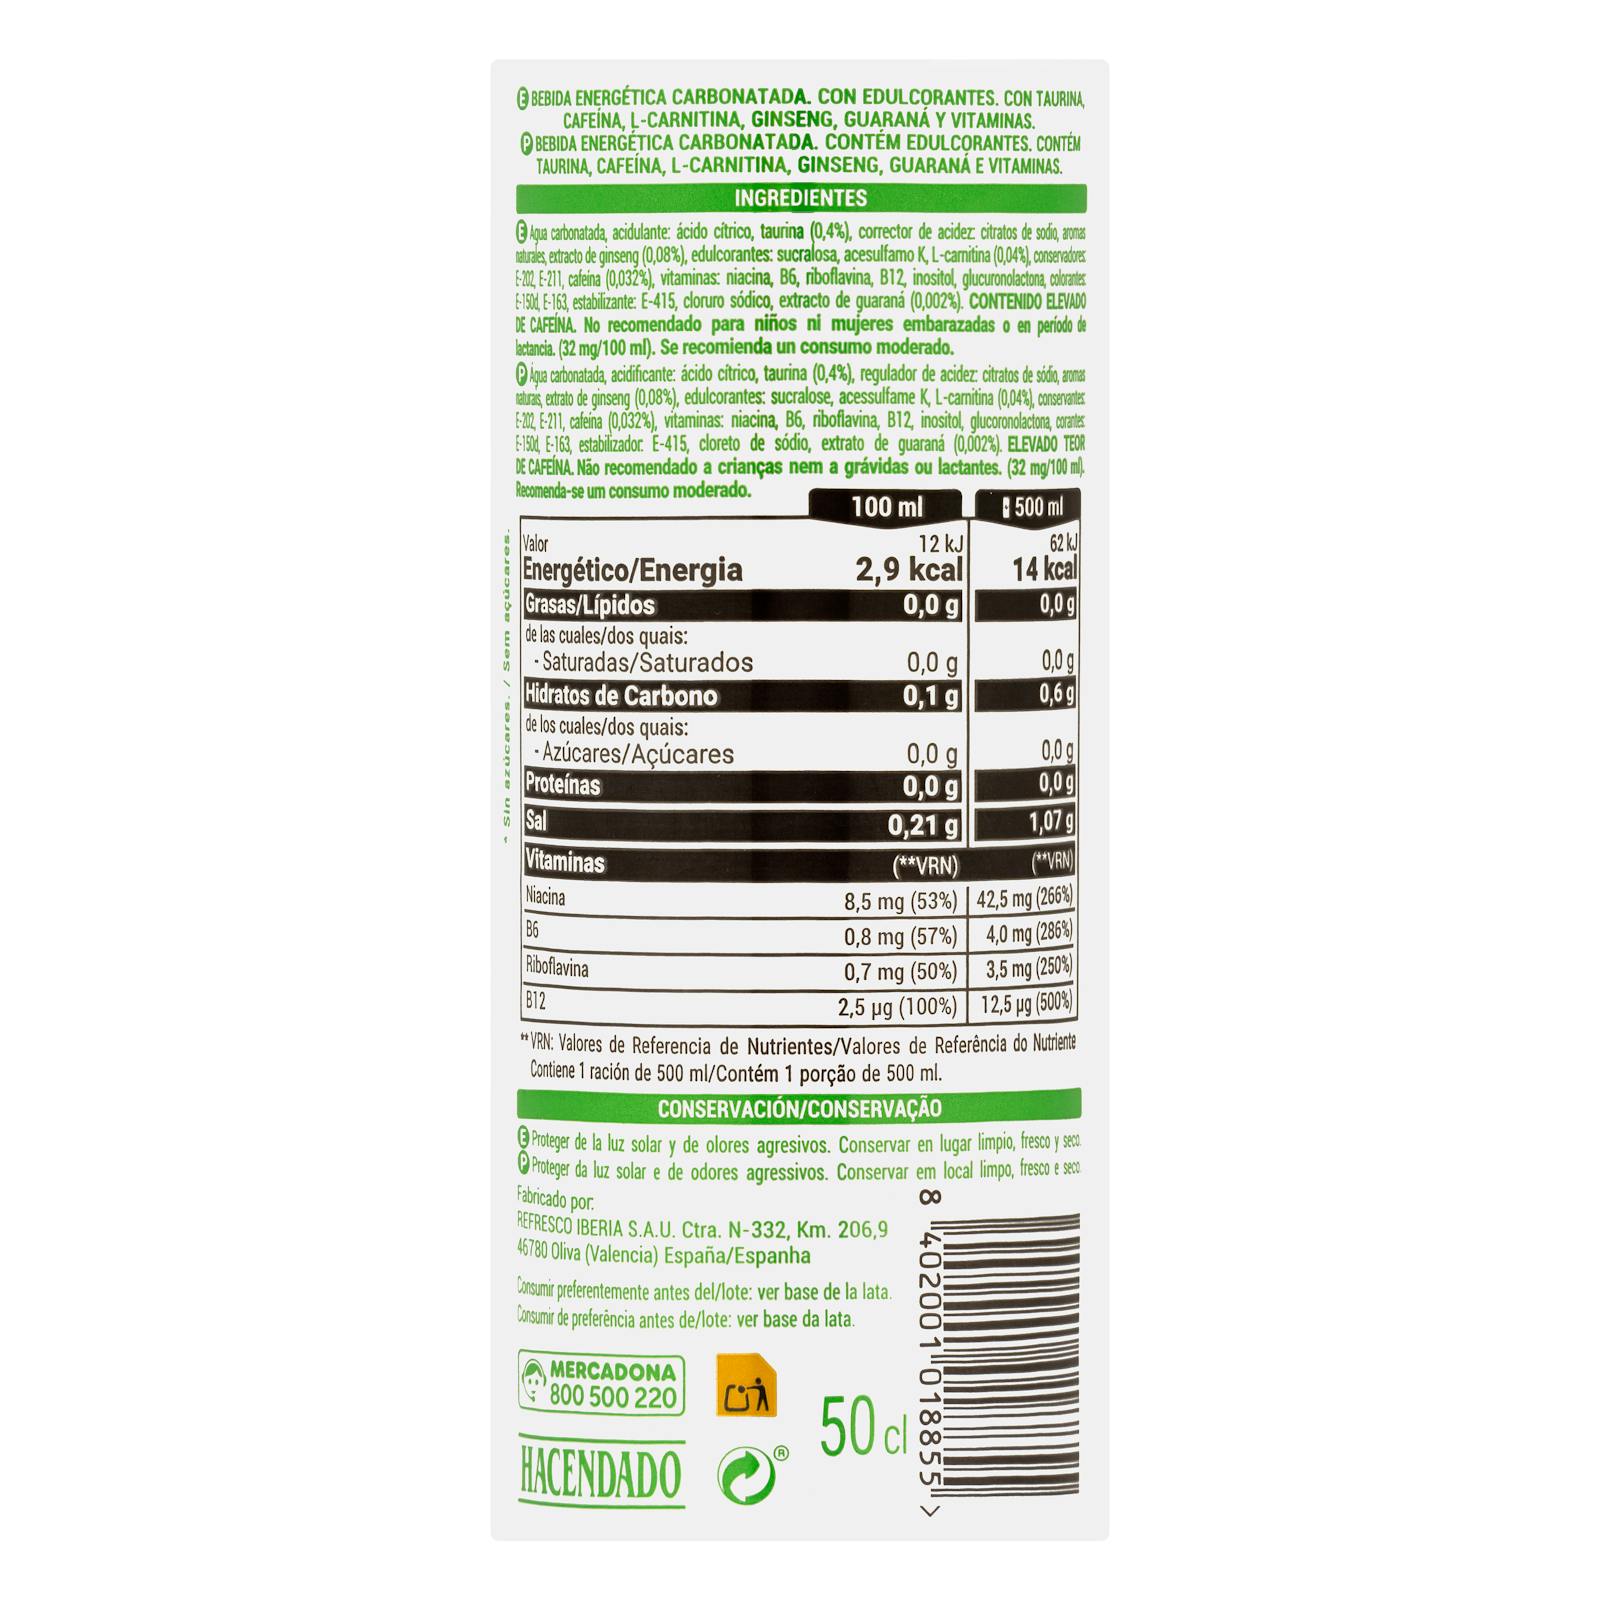 E BEBIDA ENERGÉTICA CARBONATADA. CON EDULCORANTES. CON TAURINA,
CAFEÍNA, L-CARNITINA, GINSENG, GUARANÁ Y VITAMINAS.
P BEBIDA ENERGÉTICA CARBONATADA. CONTÉM EDULCORANTES. CONTÉM
TAURINA, CAFEÍNA, L-CARNITINA, GINSENG, GUARANÁ E VITAMINAS.
INGREDIENTES
E Agua carbonatada, acidulante: ácido cítrico, taurina (0,4%), corrector de acidez: citratos de sodio, aromas
naturales, extracto de ginseng (0,08%), edulcorantes: sucralosa, acesulfamo K, L-carnitina (0,04%), conservadores:
E-202, E-211, cafeína (0,032%), vitaminas: niacina, B6, riboflavina, B12, inositol, glucuronolactona, colorantes:
E-150d, E-163, estabilizante: E-415, cloruro sódico, extracto de guaraná (0,002%). CONTENIDO ELEVADO
DE CAFEÍNA. No recomendado para niños ni mujeres embarazadas o en período de
lactancia. (32 mg/100 ml). Se recomienda un consumo moderado.
P Água carbonatada, acidificante: ácido cítrico, taurina (0,4%), regulador de acidez: citratos de sódio, aromas
naturais, extrato de ginseng (0,08%), edulcorantes: sucralose, acessulfame K, L-carnitina (0,04%), conservantes:
E-202, E-211, cafeína (0,032%), vitaminas: niacina, B6, riboflavina, B12, inositol, glucoronolactona, corantes:
E-150d, E-163, estabilizador: E-415, cloreto de sódio, extrato de guaraná (0,002%). ELEVADO TEOR
DE CAFEÍNA. Não recomendado a crianças nem a grávidas ou lactantes. (32 mg/100 ml).
Recomenda-se um consumo moderado.
100 ml 500 ml
Valor 12 kJ 62 kJ
Energético/Energia 2,9 kcal 14 kcal
Grasas/Lípidos 0,0 g 0,0 g
de las cuales/dos quais:
- Saturadas/Saturados 0,0 g 0,0 g
Hidratos de Carbono 0,1 g 0,6 g
de los cuales/dos quais:
- Azúcares/Açúcares 0,0 g 0,0 g
Proteínas 0,0 g 0,0 g
Sal 0,21 g 1,07 g
Vitaminas (**VRN) (**VRN)
Niacina 8,5 mg (53%) 42,5 mg (266%)
B6 0,8 mg (57%) 4,0 mg (286%)
Riboflavina 0,7 mg (50%) 3,5 mg (250%)
B12 2,5 µg (100%) 12,5 µg (500%)
* Sin azúcares. / Sem açúcares.
** VRN: Valores de Referencia de Nutrientes/Valores de Referência do Nutriente
Contiene 1 ración de 500 ml/Contém 1 porção de 500 ml.
CONSERVACIÓN/CONSERVAÇÃO
E Proteger de la luz solar y de olores agresivos. Conservar en lugar limpio, fresco y seco.
P Proteger da luz solar e de odores agressivos. Conservar em local limpo, fresco e seco.
Fabricado por:
REFRESCO IBERIA S.A.U. Ctra. N-332, Km. 206,9
46780 Oliva (Valencia) España/Espanha
Consumir preferentemente antes del/lote: ver base de la lata.
Consumir de preferência antes de/lote: ver base da lata.
MERCADONA
800 500 220
HACENDADO
®
50 cl
8 402001 018855 >